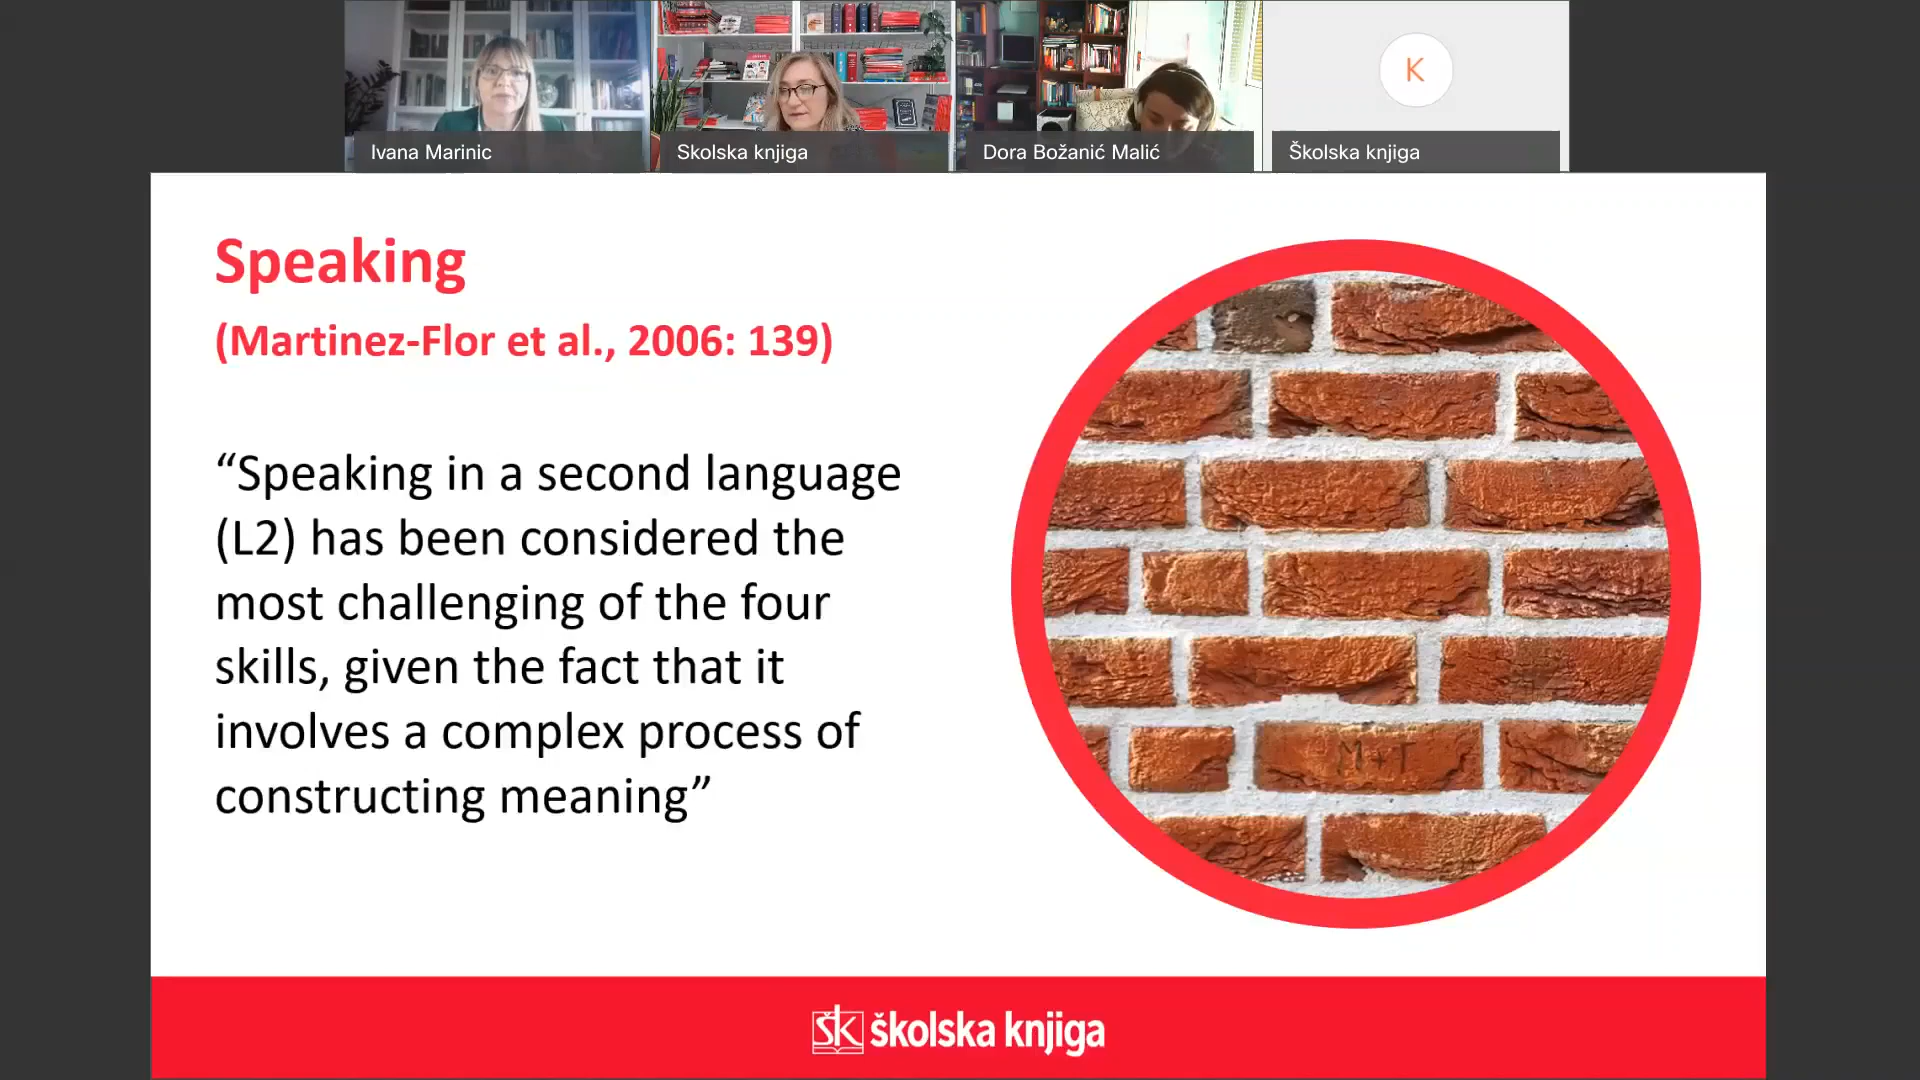 Ivana Marinic
Skolska knjiga
Dora Božanić Malić
K
Školska knjiga
Speaking
(Martinez-Flor et al., 2006: 139)
“Speaking in a second language
(L2) has been considered the
most challenging of the four
skills, given the fact that it
involves a complex process of
constructing meaning”
M+T
ŠK školska knjiga